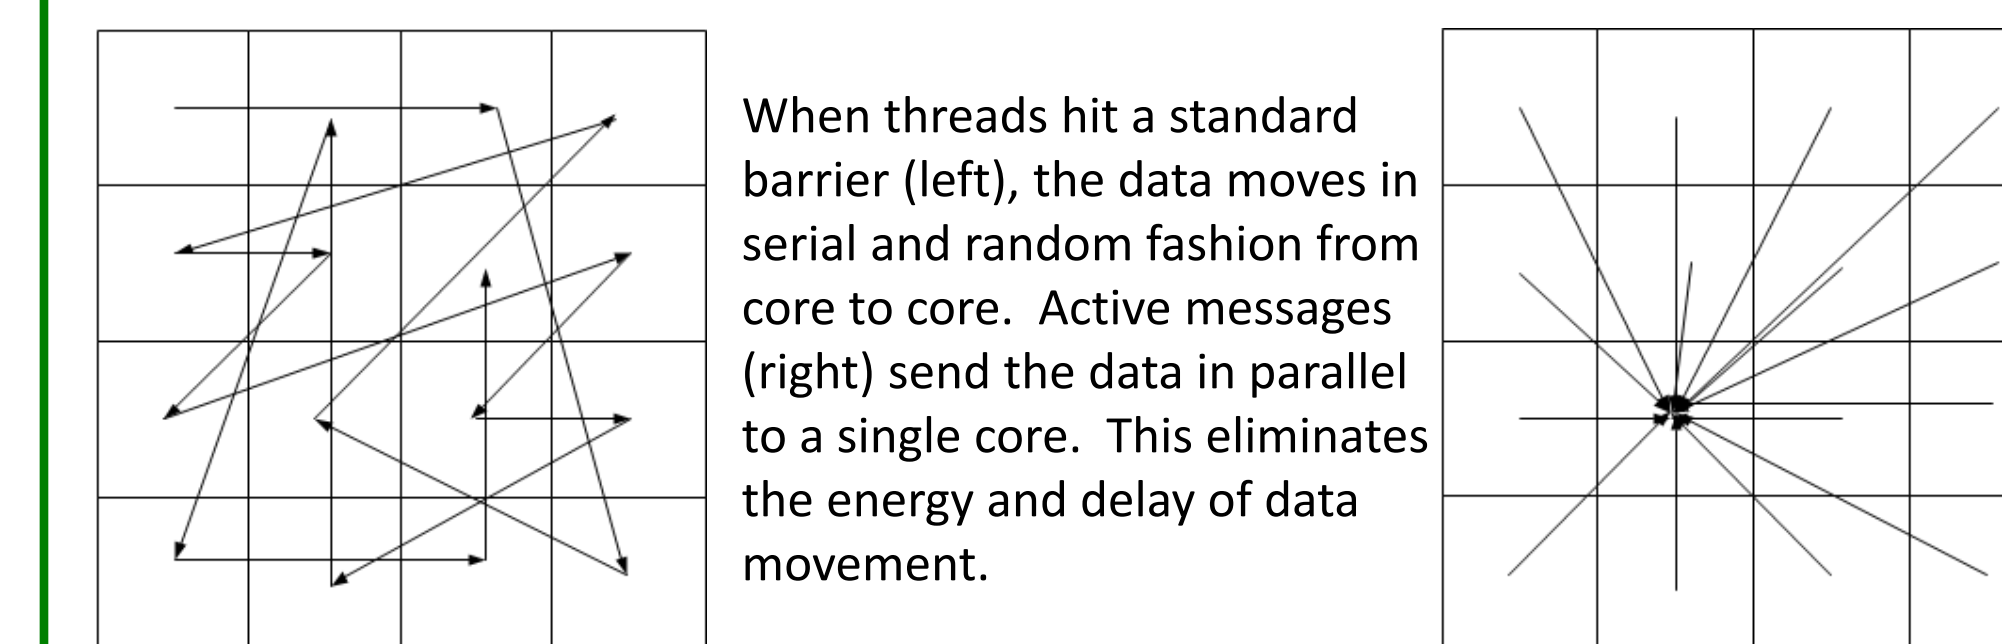 When threads hit a standard
barrier (left), the data moves in
serial and random fashion from
core to core.  Active messages
(right) send the data in parallel
to a single core.  This eliminates
the energy and delay of data
movement.